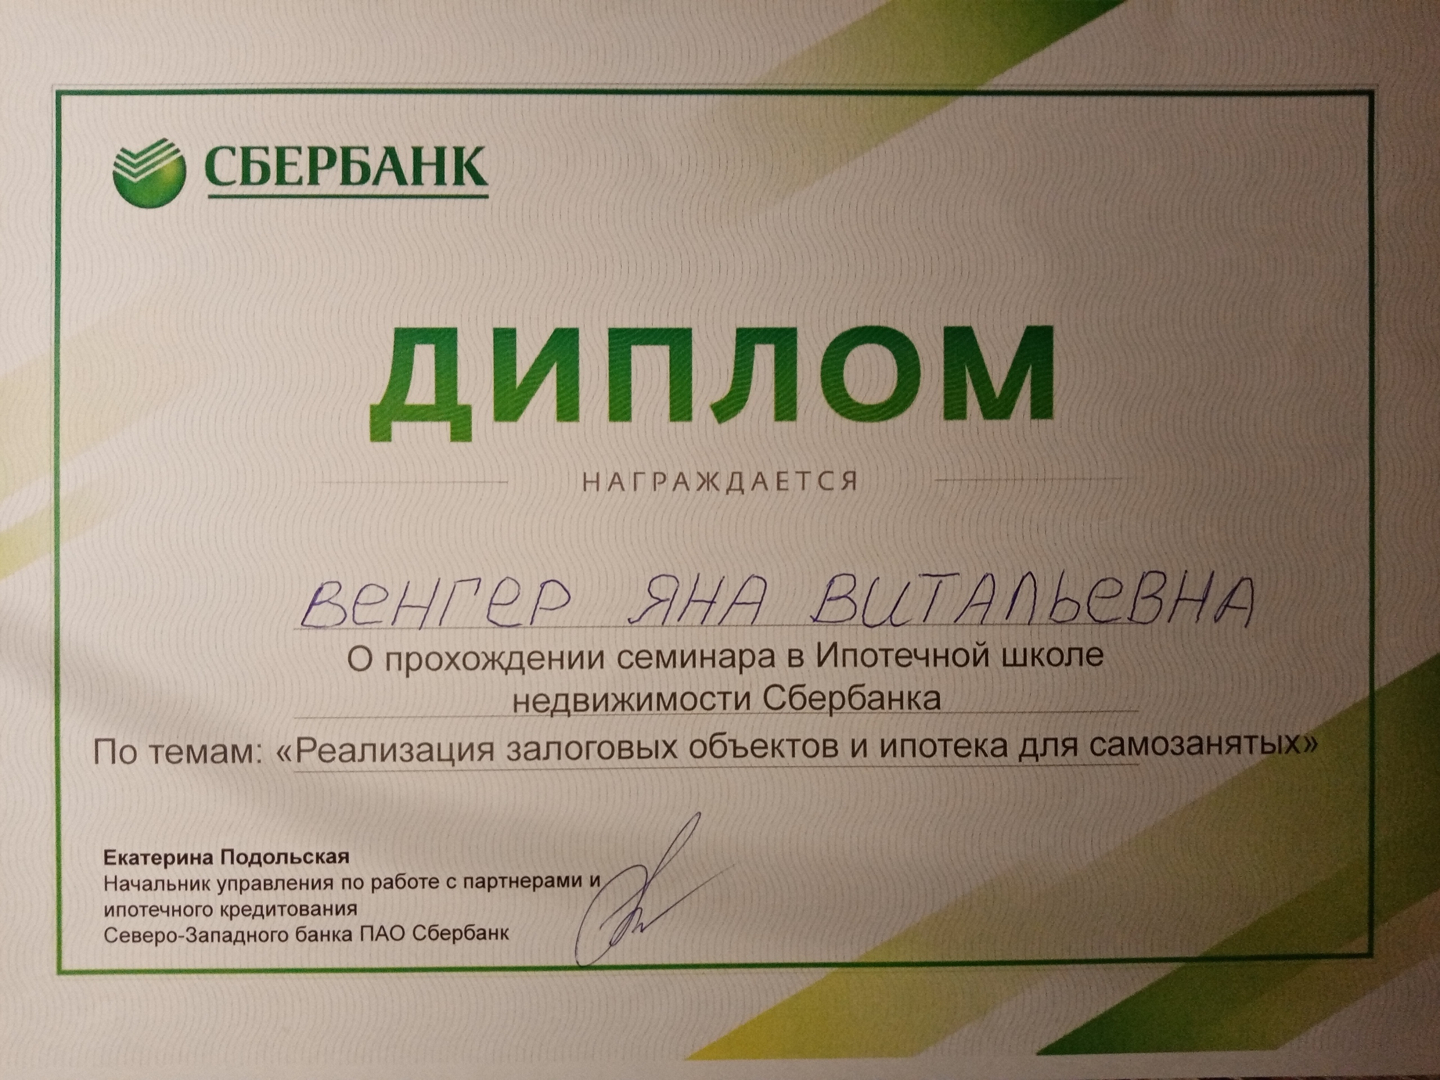 СБЕРБАНК
ДИПЛОМ
НАГРАЖДАЕТСЯ
ВЕНГЕР ЯНА ВИТАЛЬЕВНА
О прохождении семинара в Ипотечной школе
недвижимости Сбербанка
По темам: «Реализация залоговых объектов и ипотека для самозанятых»
Екатерина Подольская
Начальник управления по работе с партнерами и
ипотечного кредитования
Северо-Западного банка ПАО Сбербанк